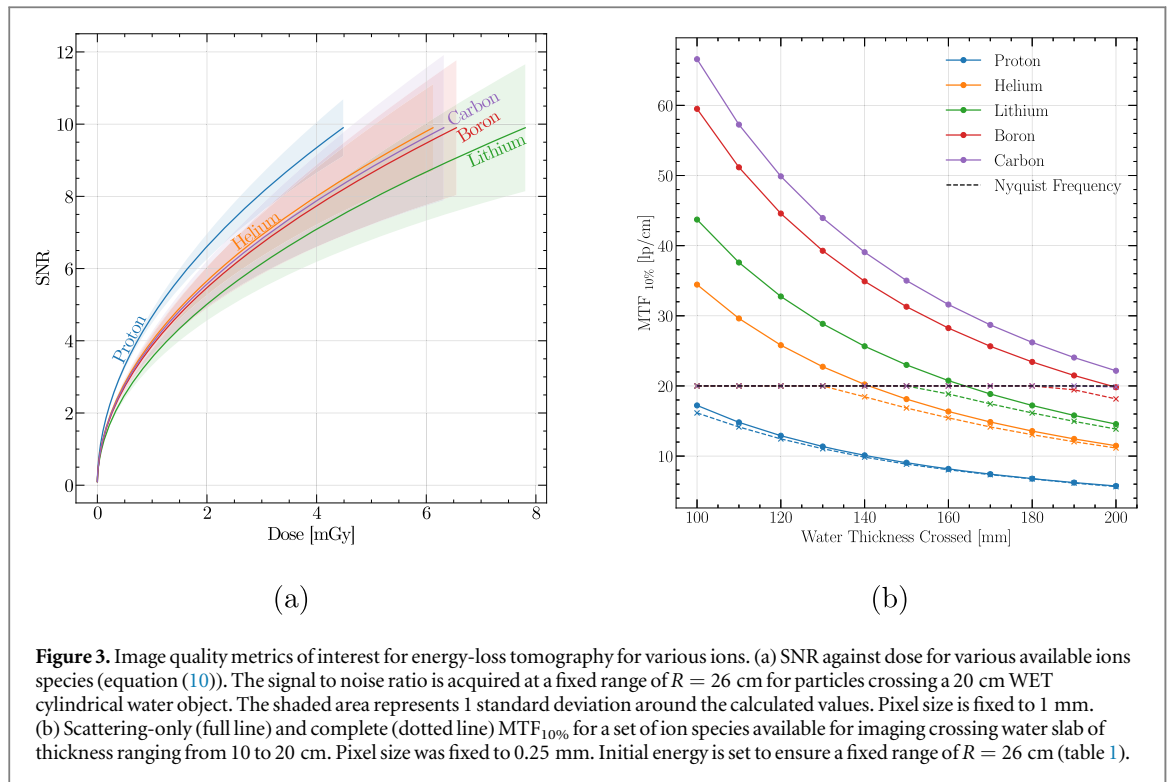 12
10
8
6
4
2
0
SNR
Proton
Helium
Carbon
Boron
Lithium
0 2 4 6 8
Dose [mGy]
(a)
Proton
Helium
Lithium
Boron
Carbon
Nyquist Frequency
60
50
40
30
20
10
MTF 10% [lp/cm]
100 120 140 160 180 200
Water Thickness Crossed [mm]
(b)
Figure 3. Image quality metrics of interest for energy-loss tomography for various ions. (a) SNR against dose for various available ions
species (equation (10)). The signal to noise ratio is acquired at a fixed range of R = 26 cm for particles crossing a 20 cm WET
cylindrical water object. The shaded area represents 1 standard deviation around the calculated values. Pixel size is fixed to 1 mm.
(b) Scattering-only (full line) and complete (dotted line) MTF10% for a set of ion species available for imaging crossing water slab of
thickness ranging from 10 to 20 cm. Pixel size was fixed to 0.25 mm. Initial energy is set to ensure a fixed range of R = 26 cm (table 1).